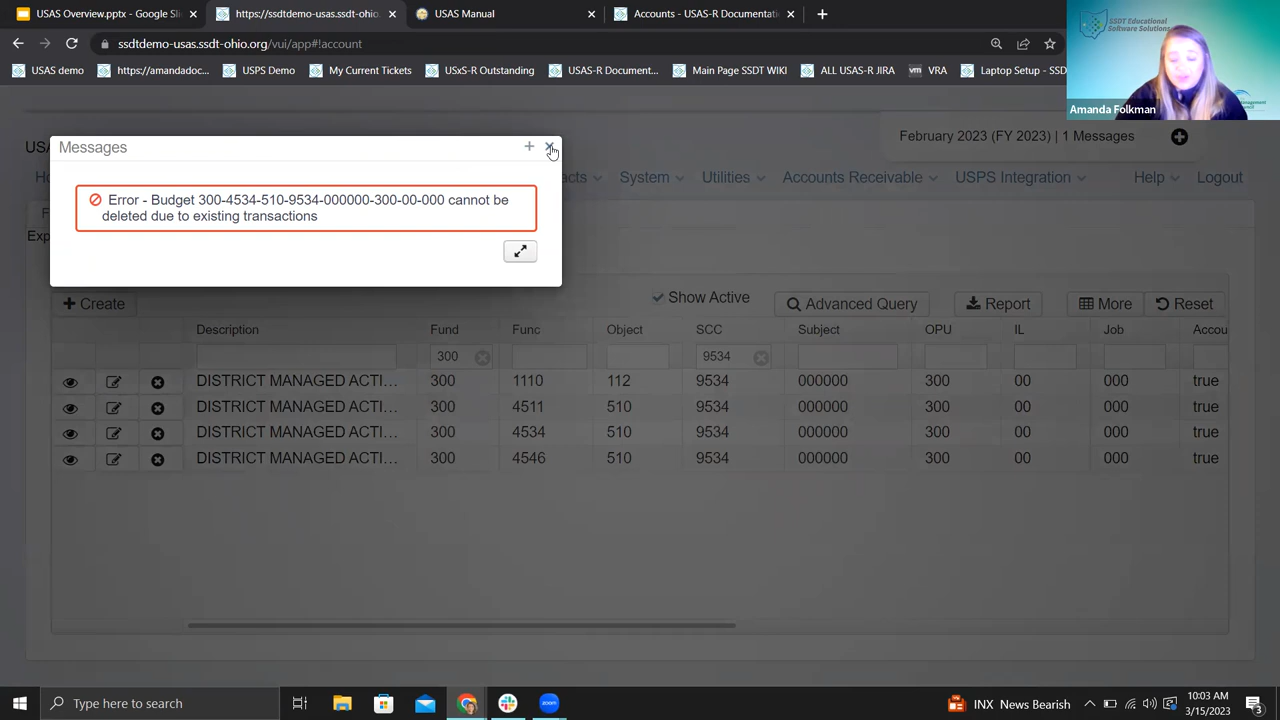 USAS Overview.pptx - Google Sli
https://ssdtdemo-usas.ssdt-ohio.
USAS Manual
Accounts - USAS-R Documentati
ssdtdemo-usas.ssdt-ohio.org/vui/app#!account
USAS demo
https://amandadoc...
USPS Demo
My Current Tickets
USxS-R Outstanding
USAS-R Document...
Main Page SSDT WIKI
ALL USAS-R JIRA
VRA
Laptop Setup - SSD
SSDT Educational
Software Solutions
Amanda Folkman
February 2023 (FY 2023) | 1 Messages
USA
Ho
acts
System
Utilities
Accounts Receivable
USPS Integration
Help
Logout
F
Exp
Messages
Error - Budget 300-4534-510-9534-000000-300-00-000 cannot be
deleted due to existing transactions
Create
Show Active
Advanced Query
Report
More
Reset
Description Fund Func Object SCC Subject OPU IL Job Accou
300 9534
DISTRICT MANAGED ACTI... 300 1110 112 9534 000000 300 00 000 true
DISTRICT MANAGED ACTI... 300 4511 510 9534 000000 300 00 000 true
DISTRICT MANAGED ACTI... 300 4534 510 9534 000000 300 00 000 true
DISTRICT MANAGED ACTI... 300 4546 510 9534 000000 300 00 000 true
Type here to search
zoom
INX News Bearish
10:03 AM
3/15/2023
3